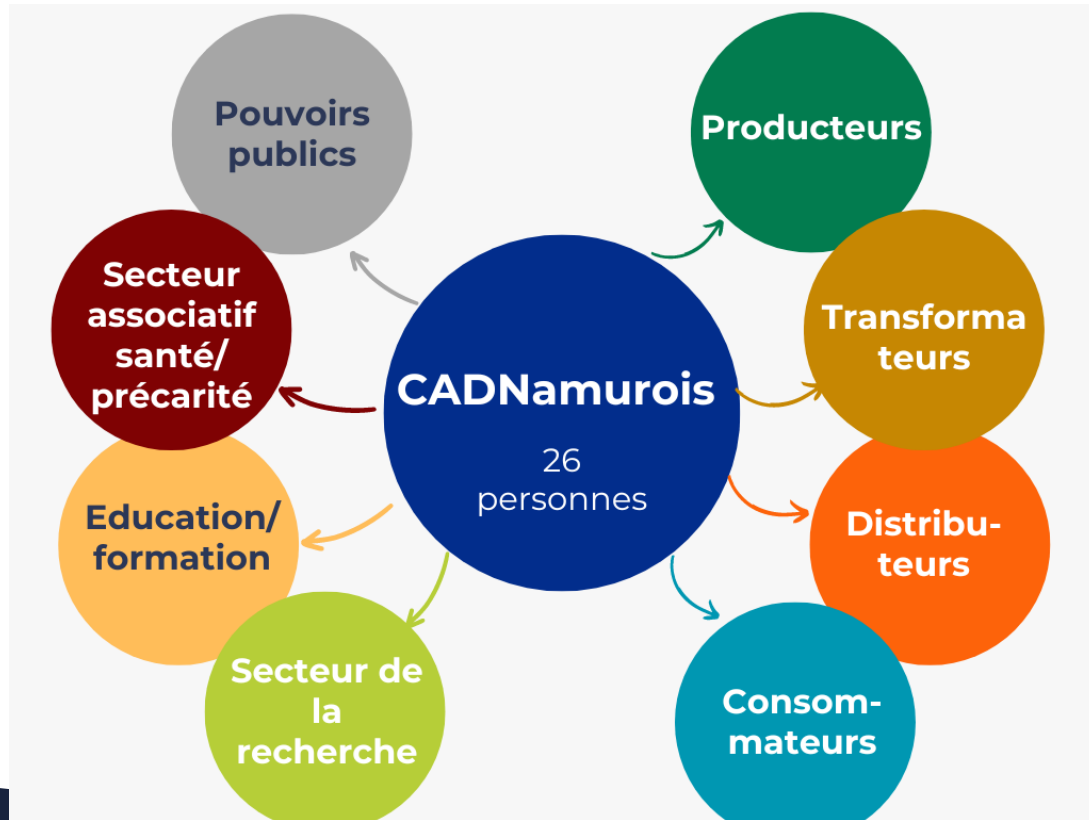 Pouvoirs
publics
Producteurs
Secteur
associatif
santé/
précarité
Transforma
teurs
CADNamurois
26
personnes
Education/
formation
Distribu-
teurs
Secteur de
la
recherche
Consom-
mateurs